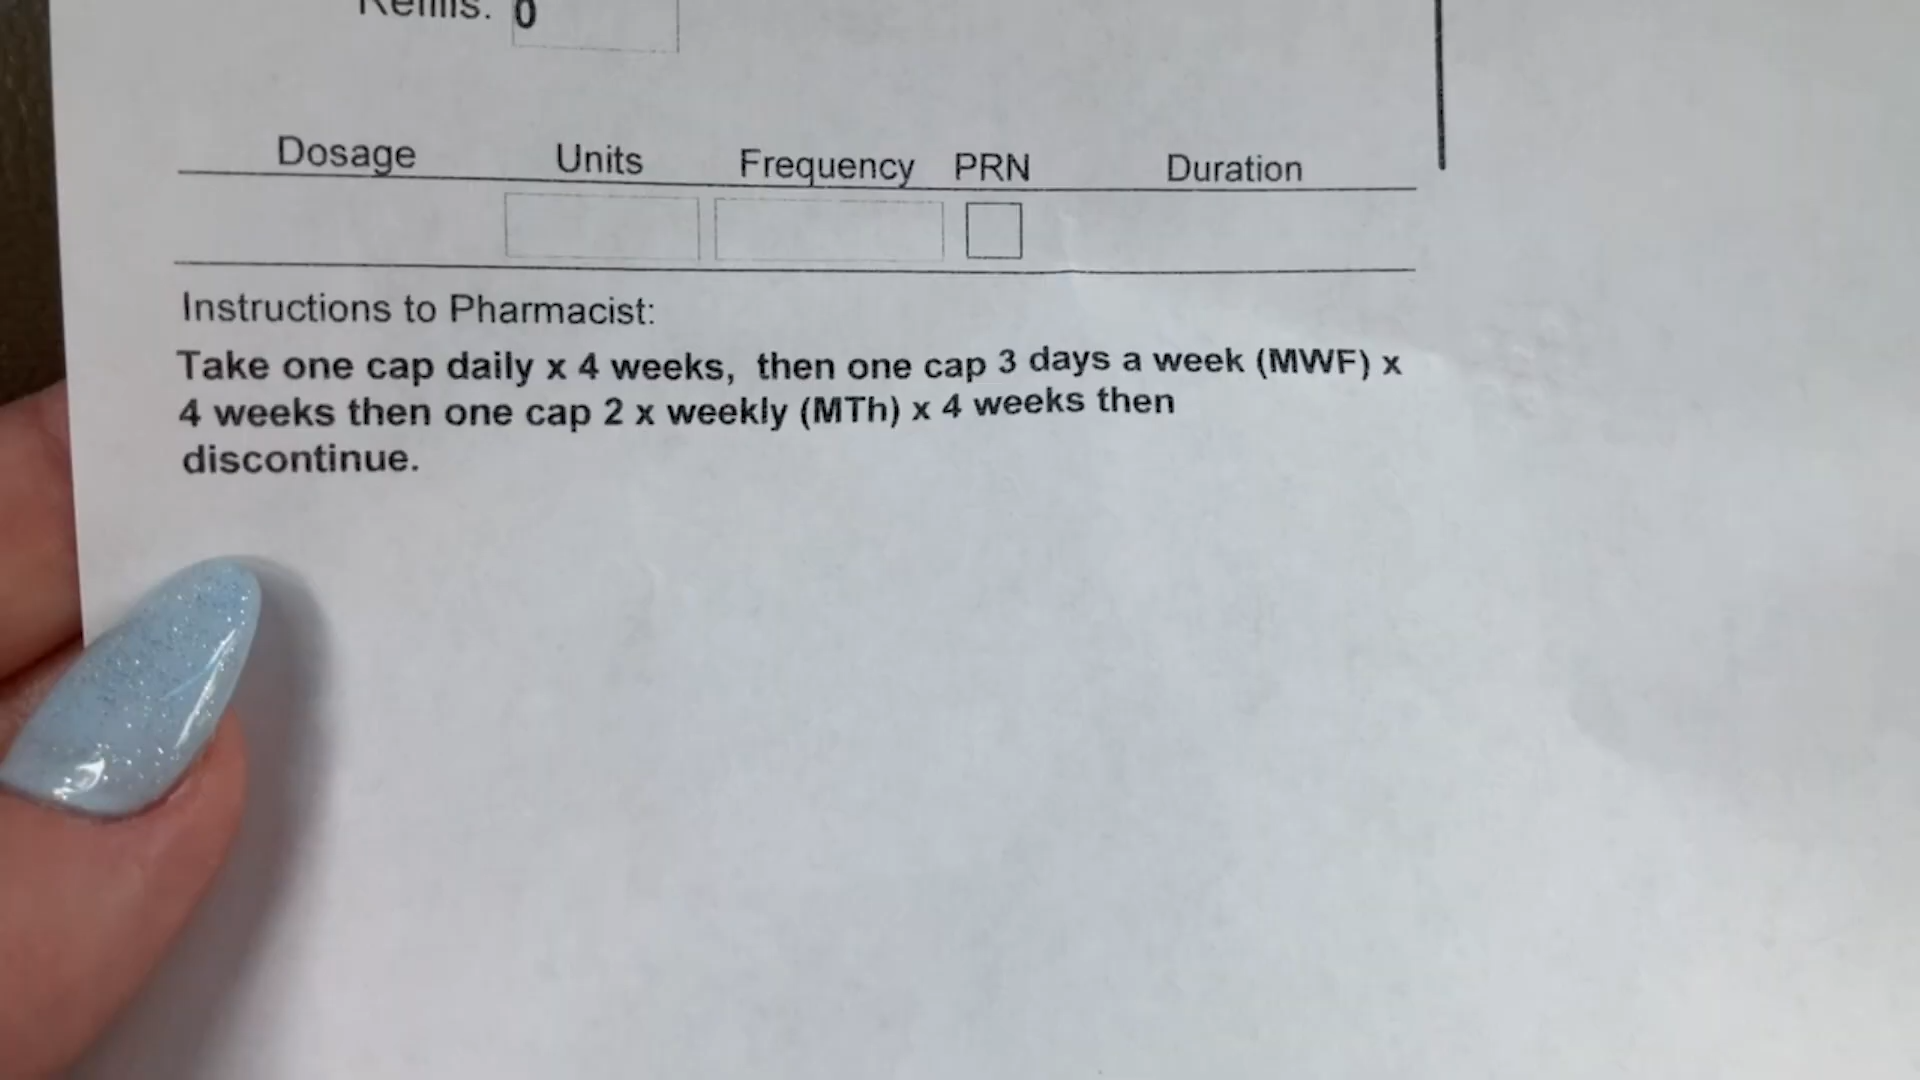 Refills: 0
Dosage Units Frequency PRN Duration
Instructions to Pharmacist:
Take one cap daily x 4 weeks, then one cap 3 days a week (MWF) x
4 weeks then one cap 2 x weekly (MTh) x 4 weeks then
discontinue.